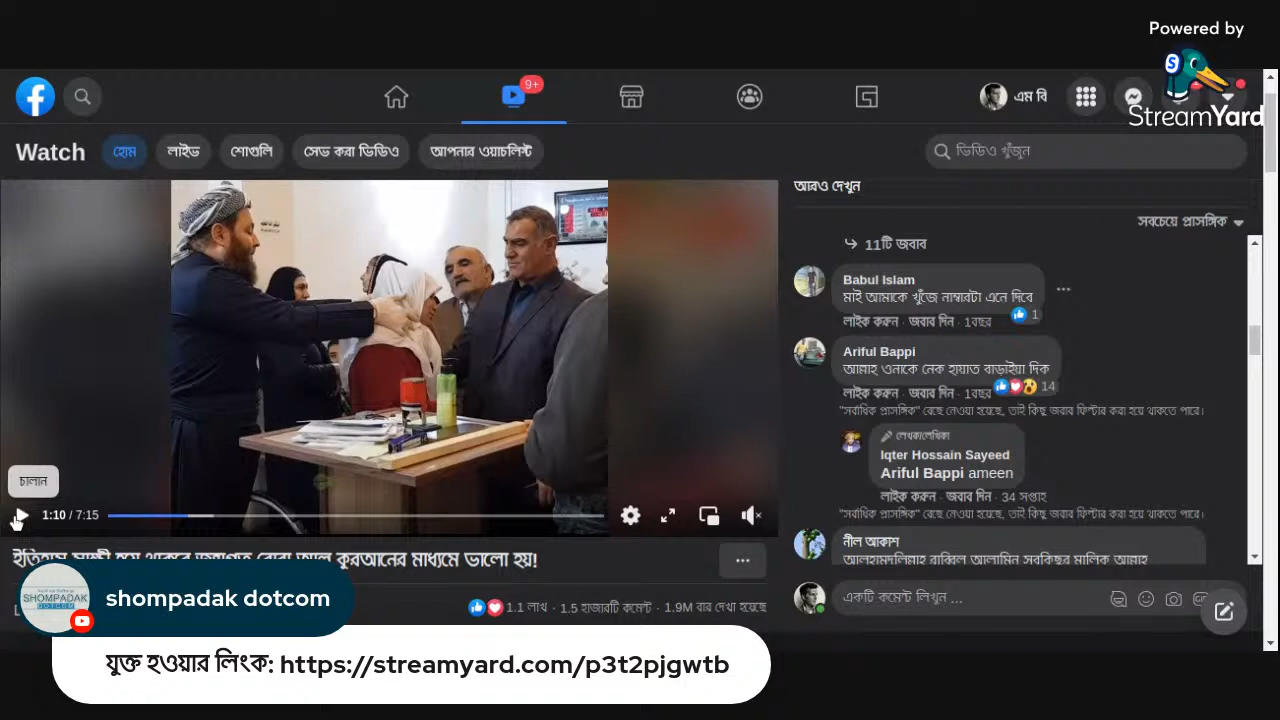 Powered by
StreamYard
9+
এম বি
Watch
হোম
লাইভ
শোগুলি
সেভ করা ভিডিও
আপনার ওয়াচলিস্ট
ভিডিও খুঁজুন
আরও দেখুন
সবচেয়ে প্রাসঙ্গিক
11টি জবাব
Babul Islam
মাই আমাকে খুঁজে নাম্বারটা এনে দিবে
লাইক করুন · জবাব দিন · 1বছর
1
Ariful Bappi
আল্লাহ ওনাকে নেক হায়াত বাড়াইয়া দিক
লাইক করুন · জবাব দিন · 1বছর
14
"সর্বাধিক প্রাসঙ্গিক" বেছে নেওয়া হয়েছে, তাই কিছু জবাব ফিল্টার করা হয়ে থাকতে পারে।
লেখক/লেখিকা
Iqter Hossain Sayeed
Ariful Bappi ameen
লাইক করুন · জবাব দিন · 34 সপ্তাহ
"সর্বাধিক প্রাসঙ্গিক" বেছে নেওয়া হয়েছে, তাই কিছু জবাব ফিল্টার করা হয়ে থাকতে পারে।
নীল আকাশ
আলহামদুলিল্লাহ রাব্বিল আলামিন সবকিছুর মালিক আল্লাহ
একটি কমেন্ট লিখুন ...
চালান
1:10 / 7:15
কুরআনের মাধ্যমে ভালো হয়!
1.1 লাখ · 1.5 হাজারটি কমেন্ট · 1.9M বার দেখা হয়েছে
SHOMPADAK
DOTCOM
shompadak dotcom
যুক্ত হওয়ার লিংক: https://streamyard.com/p3t2pjgwtb